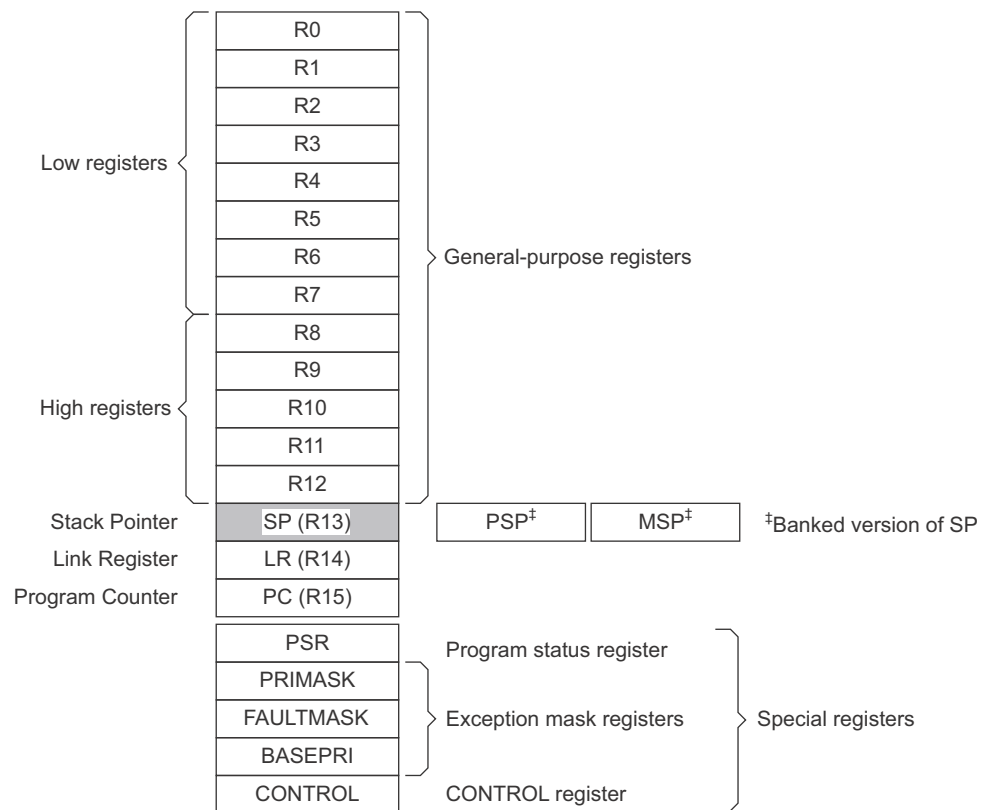 R0
R1
R2
R3
Low registers
R4
R5
R6
General-purpose registers
R7
R8
R9
High registers
R10
R11
R12
Stack Pointer
SP (R13)
PSP‡
MSP‡
‡Banked version of SP
Link Register
LR (R14)
Program Counter
PC (R15)
PSR
Program status register
PRIMASK
FAULTMASK
Exception mask registers
Special registers
BASEPRI
CONTROL
CONTROL register